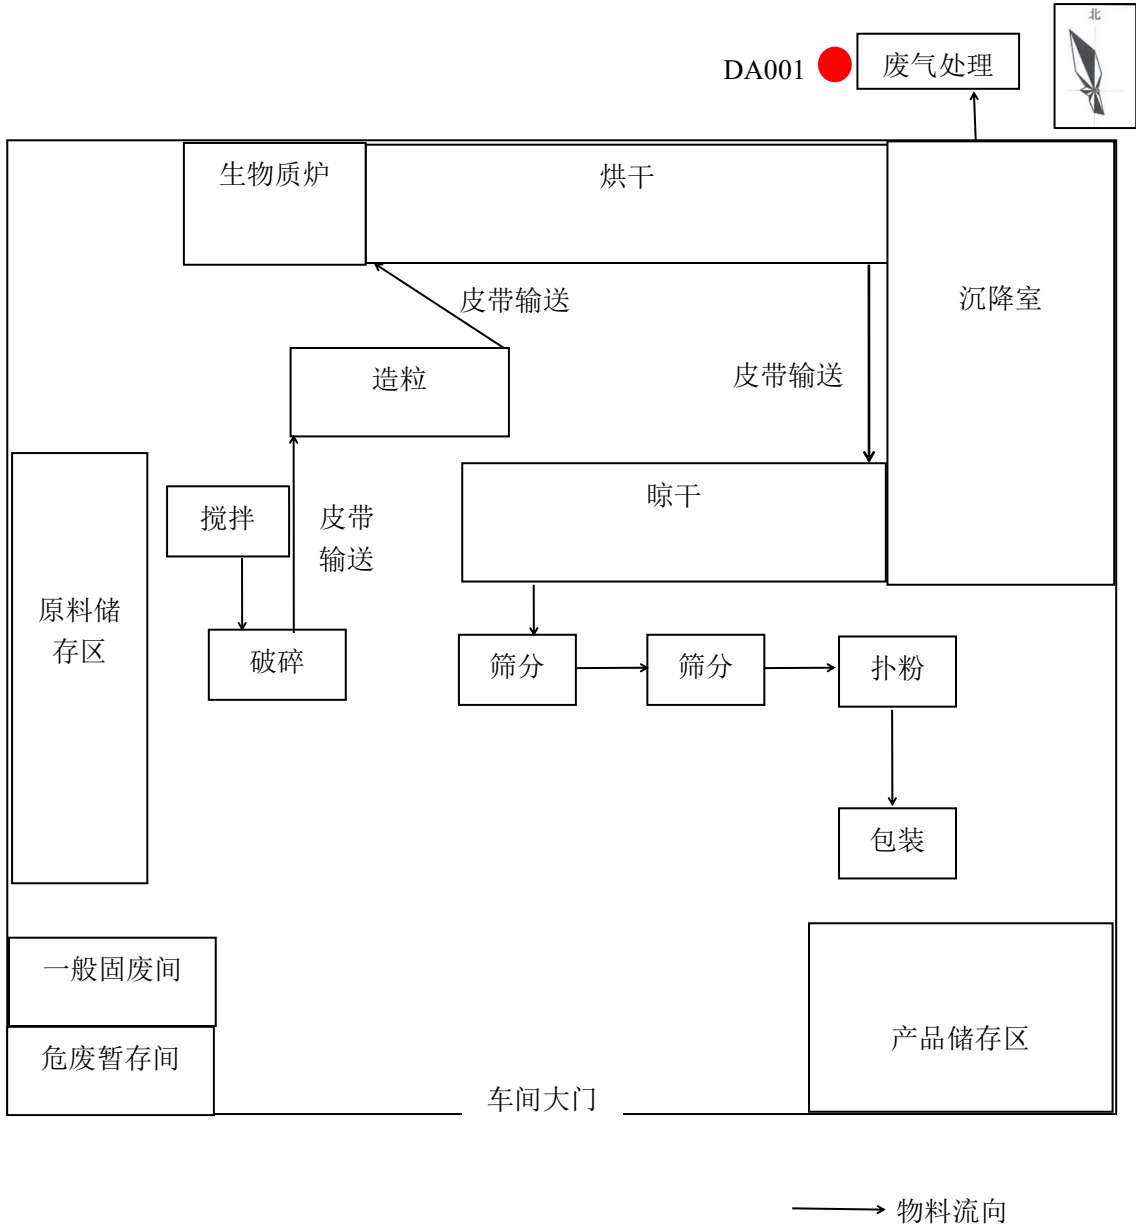 北
DA001
废气处理
生物质炉
烘干
皮带输送
沉降室
造粒
皮带输送
晾干
搅拌
皮带
输送
原料储
存区
破碎
筛分
筛分
扑粉
包装
一般固废间
产品储存区
危废暂存间
车间大门
物料流向